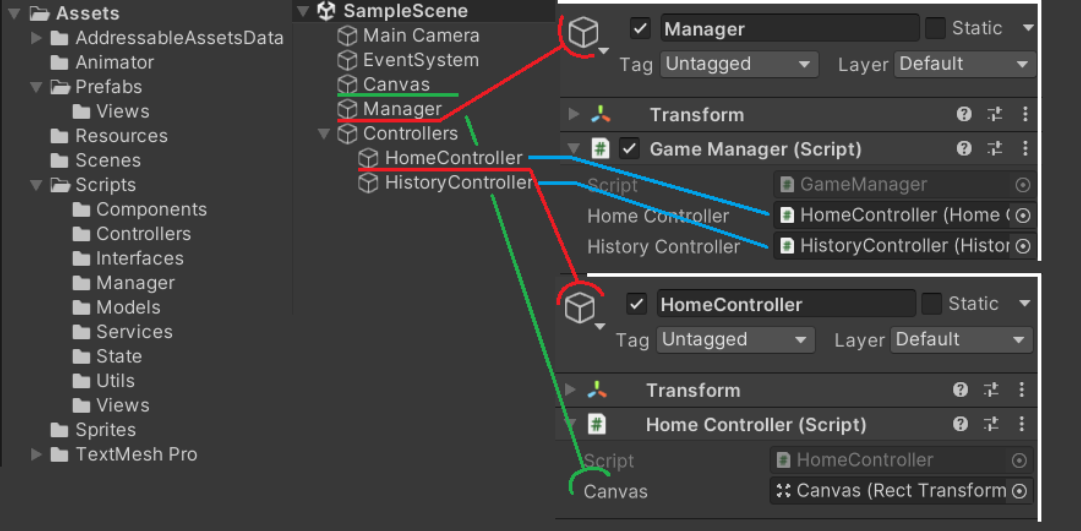 Assets
AddressableAssetsData
Animator
Prefabs
Views
Resources
Scenes
Scripts
Components
Controllers
Interfaces
Manager
Models
Services
State
Utils
Views
Sprites
TextMesh Pro
SampleScene
Main Camera
EventSystem
Canvas
Manager
Controllers
HomeController
HistoryController
Manager
Static
Tag Untagged Layer Default
Transform
# Game Manager (Script)
Script # GameManager
Home Controller # HomeController (Home C
History Controller # HistoryController (Histor
HomeController
Static
Tag Untagged Layer Default
Transform
# Home Controller (Script)
Script # HomeController
Canvas Canvas (Rect Transform